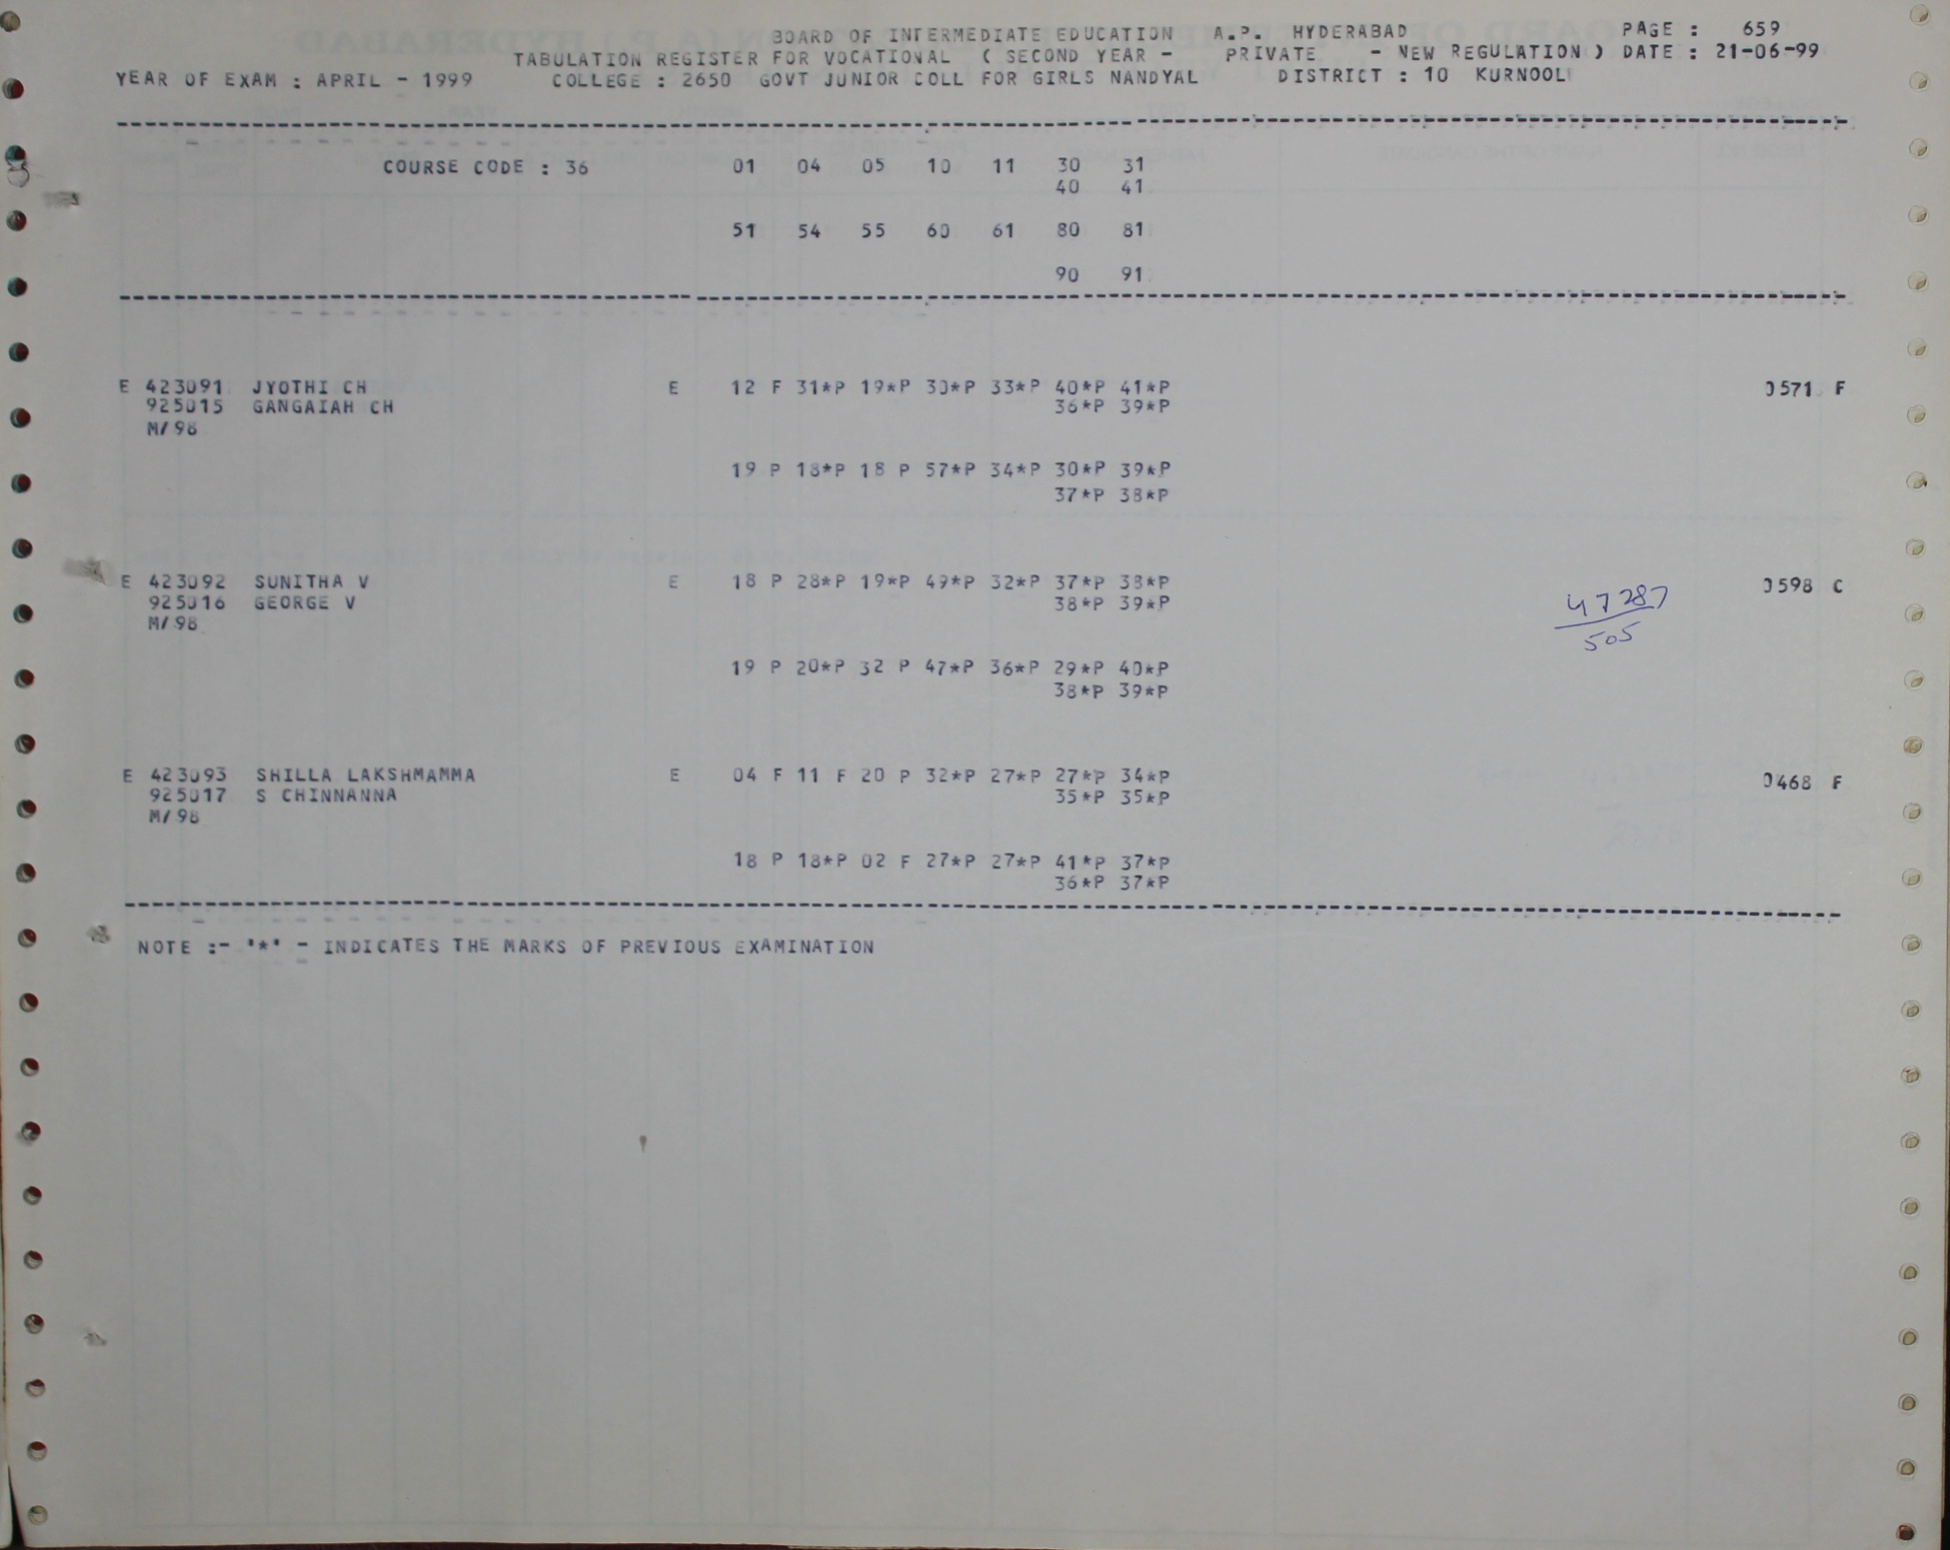 BOARD OF INTERMEDIATE EDUCATION A.P. HYDERABAD PAGE : 659
TABULATION REGISTER FOR VOCATIONAL ( SECOND YEAR - PRIVATE - NEW REGULATION ) DATE : 21-06-99
YEAR OF EXAM : APRIL - 1999 COLLEGE : 2650 GOVT JUNIOR COLL FOR GIRLS NANDYAL DISTRICT : 10 KURNOOL
COURSE CODE : 36 01 04 05 10 11 30 31
40 41
51 54 55 60 61 80 81
90 91
E 423091 JYOTHI CH E 12 F 31*P 19*P 30*P 33*P 40*P 41*P 0571 F
925015 GANGAIAH CH 36*P 39*P
M/98
19 P 18*P 18 P 57*P 34*P 30*P 39*P
37*P 38*P
E 423092 SUNITHA V E 18 P 28*P 19*P 49*P 32*P 37*P 38*P 0598 C
925016 GEORGE V 38*P 39*P 47287
M/98 505
19 P 20*P 32 P 47*P 36*P 29*P 40*P
38*P 39*P
E 423093 SHILLA LAKSHMAMMA E 04 F 11 F 20 P 32*P 27*P 27*P 34*P 0468 F
925017 S CHINNANNA 35*P 35*P
M/98
18 P 18*P 02 F 27*P 27*P 41*P 37*P
36*P 37*P
NOTE :- '*' - INDICATES THE MARKS OF PREVIOUS EXAMINATION